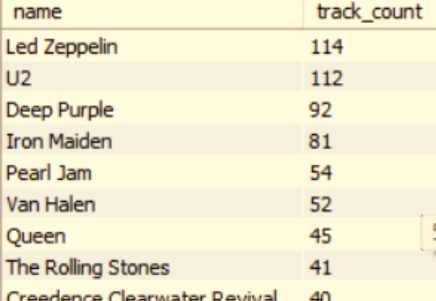 name track_count
Led Zeppelin 114
U2 112
Deep Purple 92
Iron Maiden 81
Pearl Jam 54
Van Halen 52
Queen 45
The Rolling Stones 41
Creedence Clearwater Revival 40